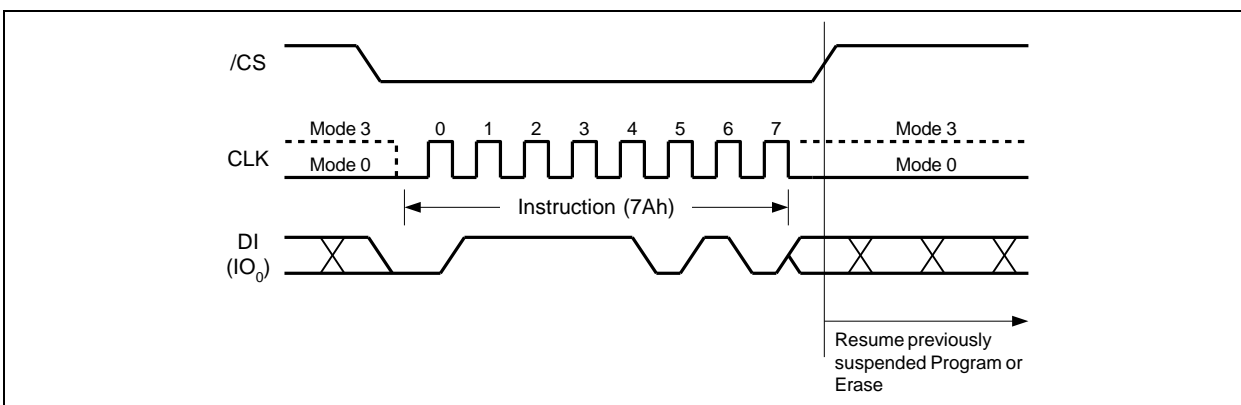 /CS
Mode 3 0 1 2 3 4 5 6 7 Mode 3
CLK
Mode 0 Mode 0
Instruction (7Ah)
DI
(IO0)
Resume previously
suspended Program or
Erase